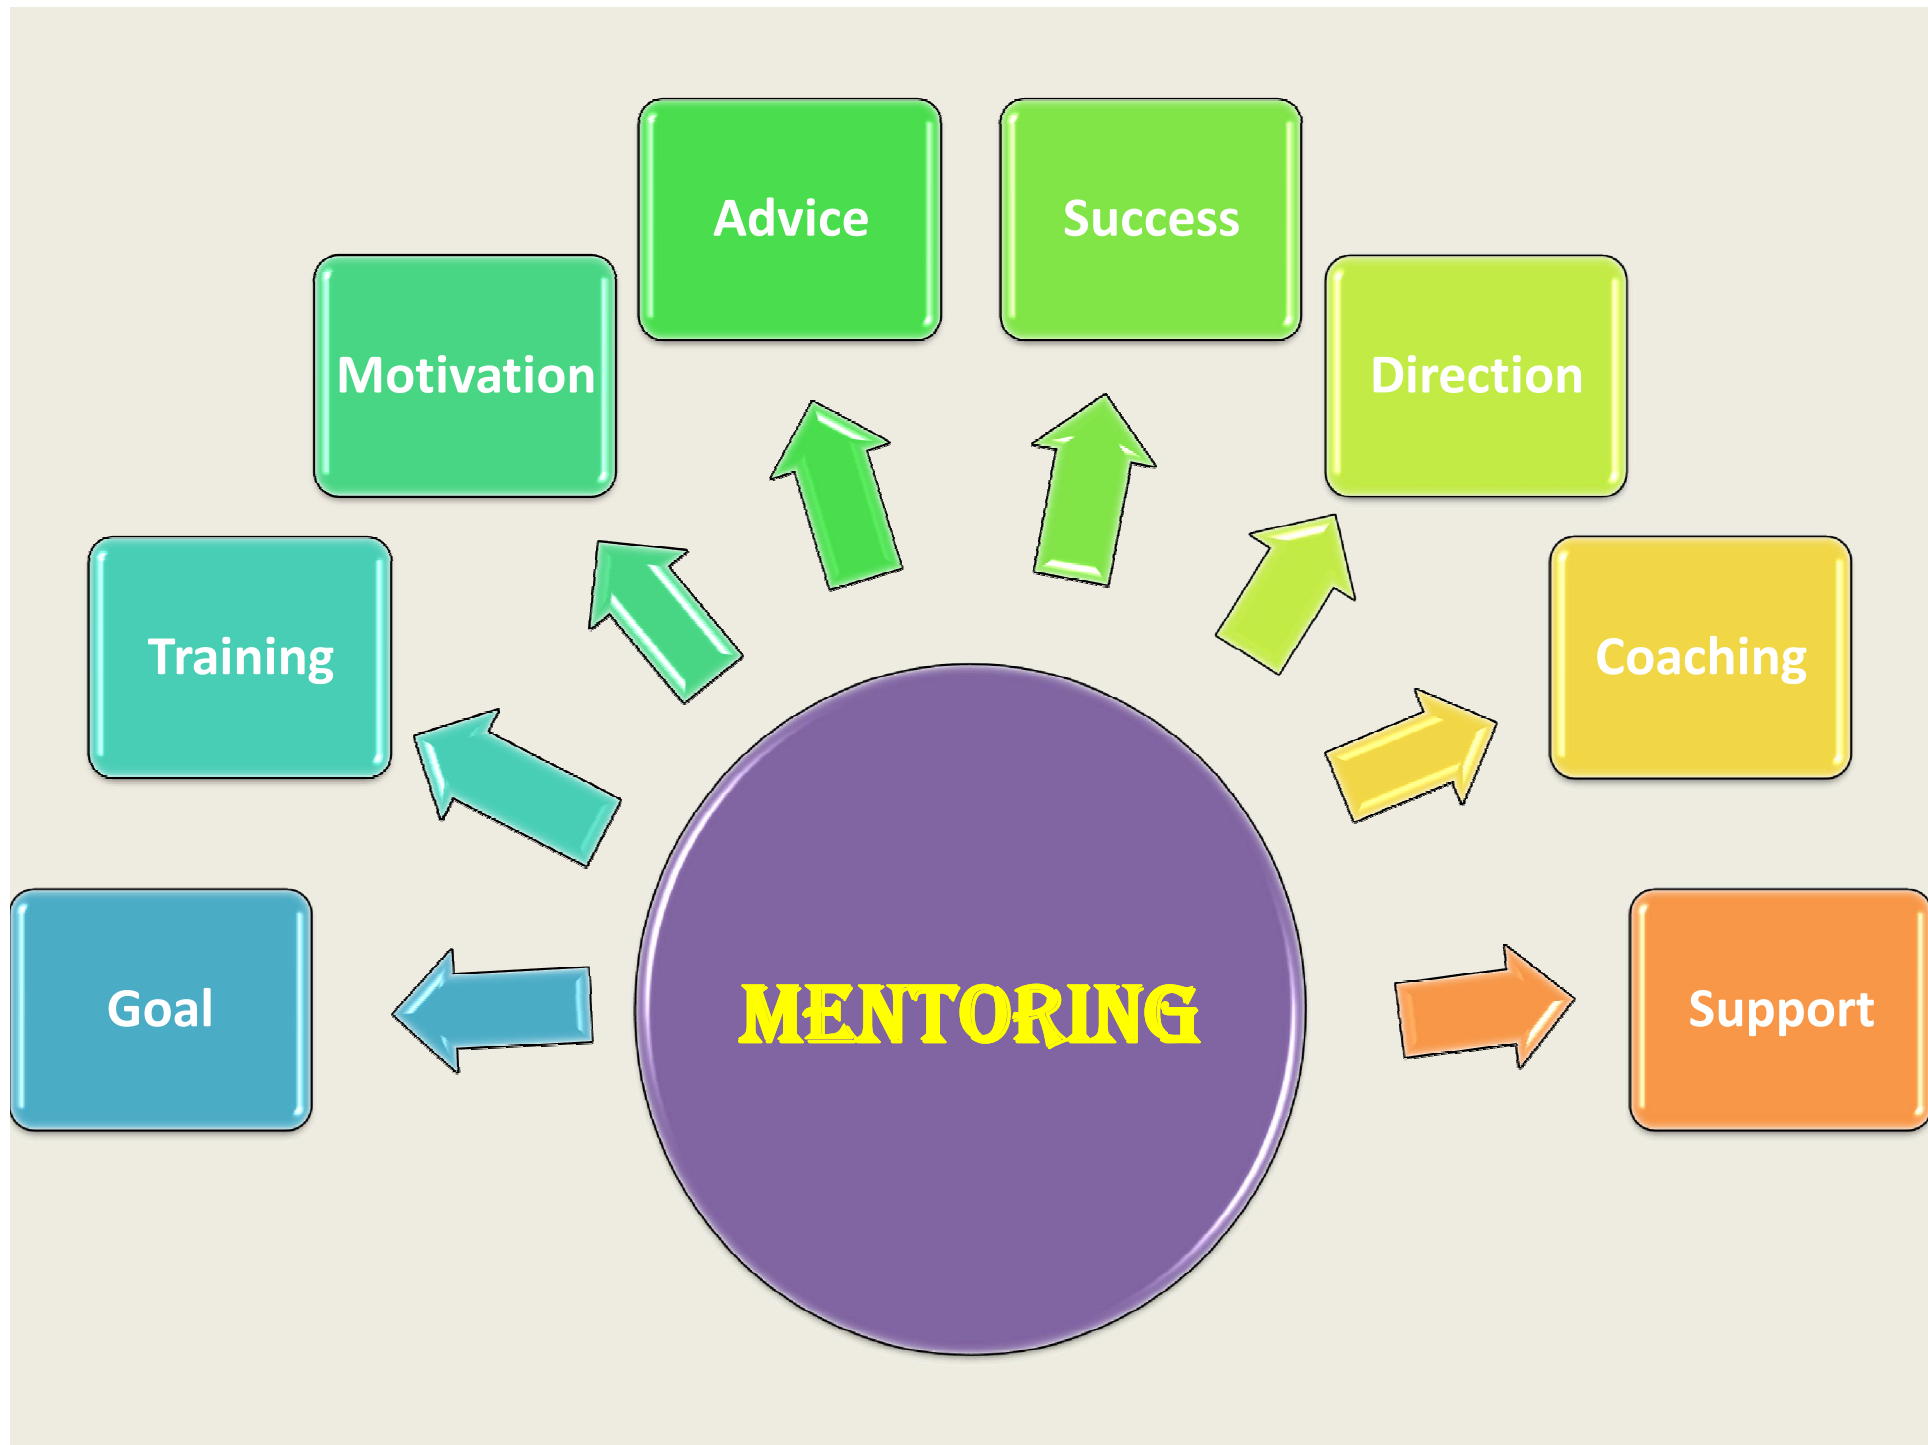 Advice
Success
Motivation
Direction
Training
Coaching
Goal
MENTORING
Support